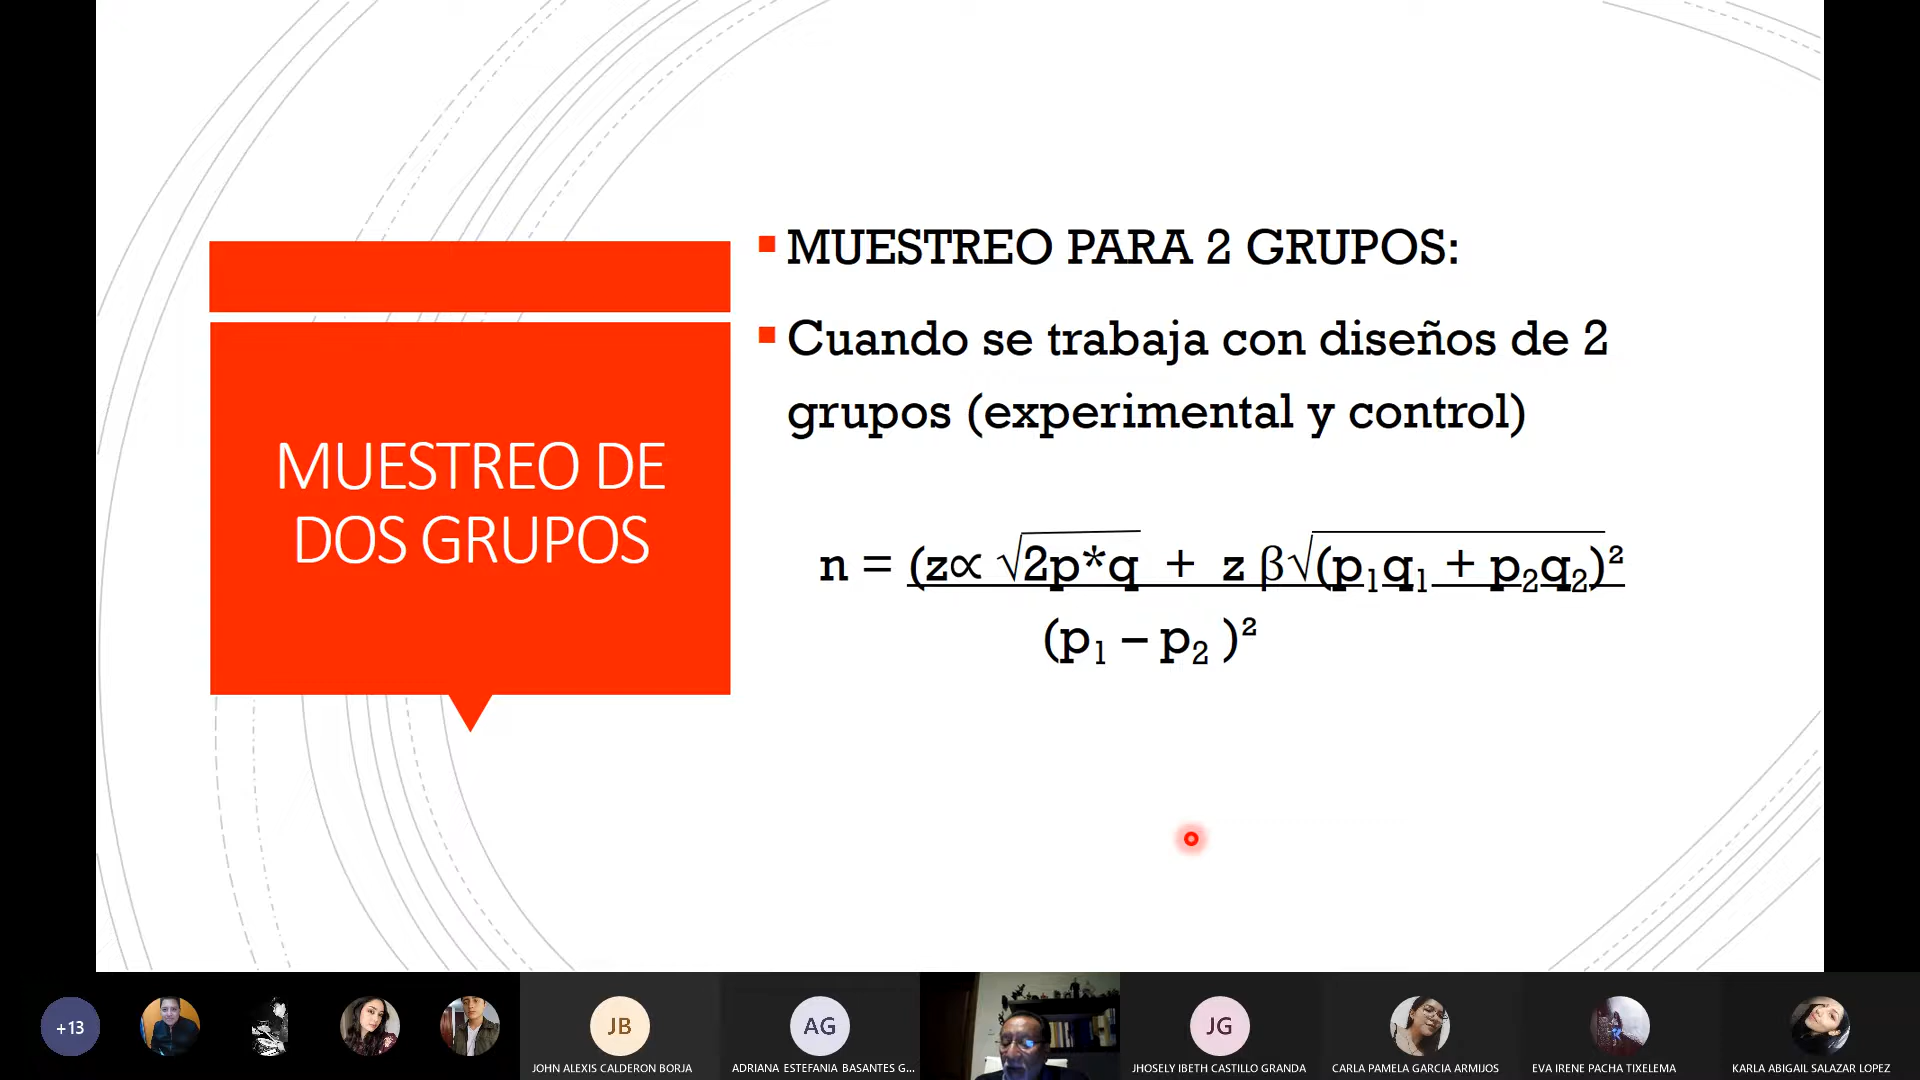 MUESTREO DE
DOS GRUPOS
MUESTREO PARA 2 GRUPOS:
Cuando se trabaja con diseños de 2
grupos (experimental y control)
n = (z∝ √2p*q + z β√(p₁q₁ + p₂q₂)²
(p₁ – p₂ )²
+13
JB
JOHN ALEXIS CALDERON BORJA
AG
ADRIANA ESTEFANIA BASANTES G...
JG
JHOSELY IBETH CASTILLO GRANDA
CARLA PAMELA GARCIA ARMIJOS
EVA IRENE PACHA TIXELEMA
KARLA ABIGAIL SALAZAR LOPEZ